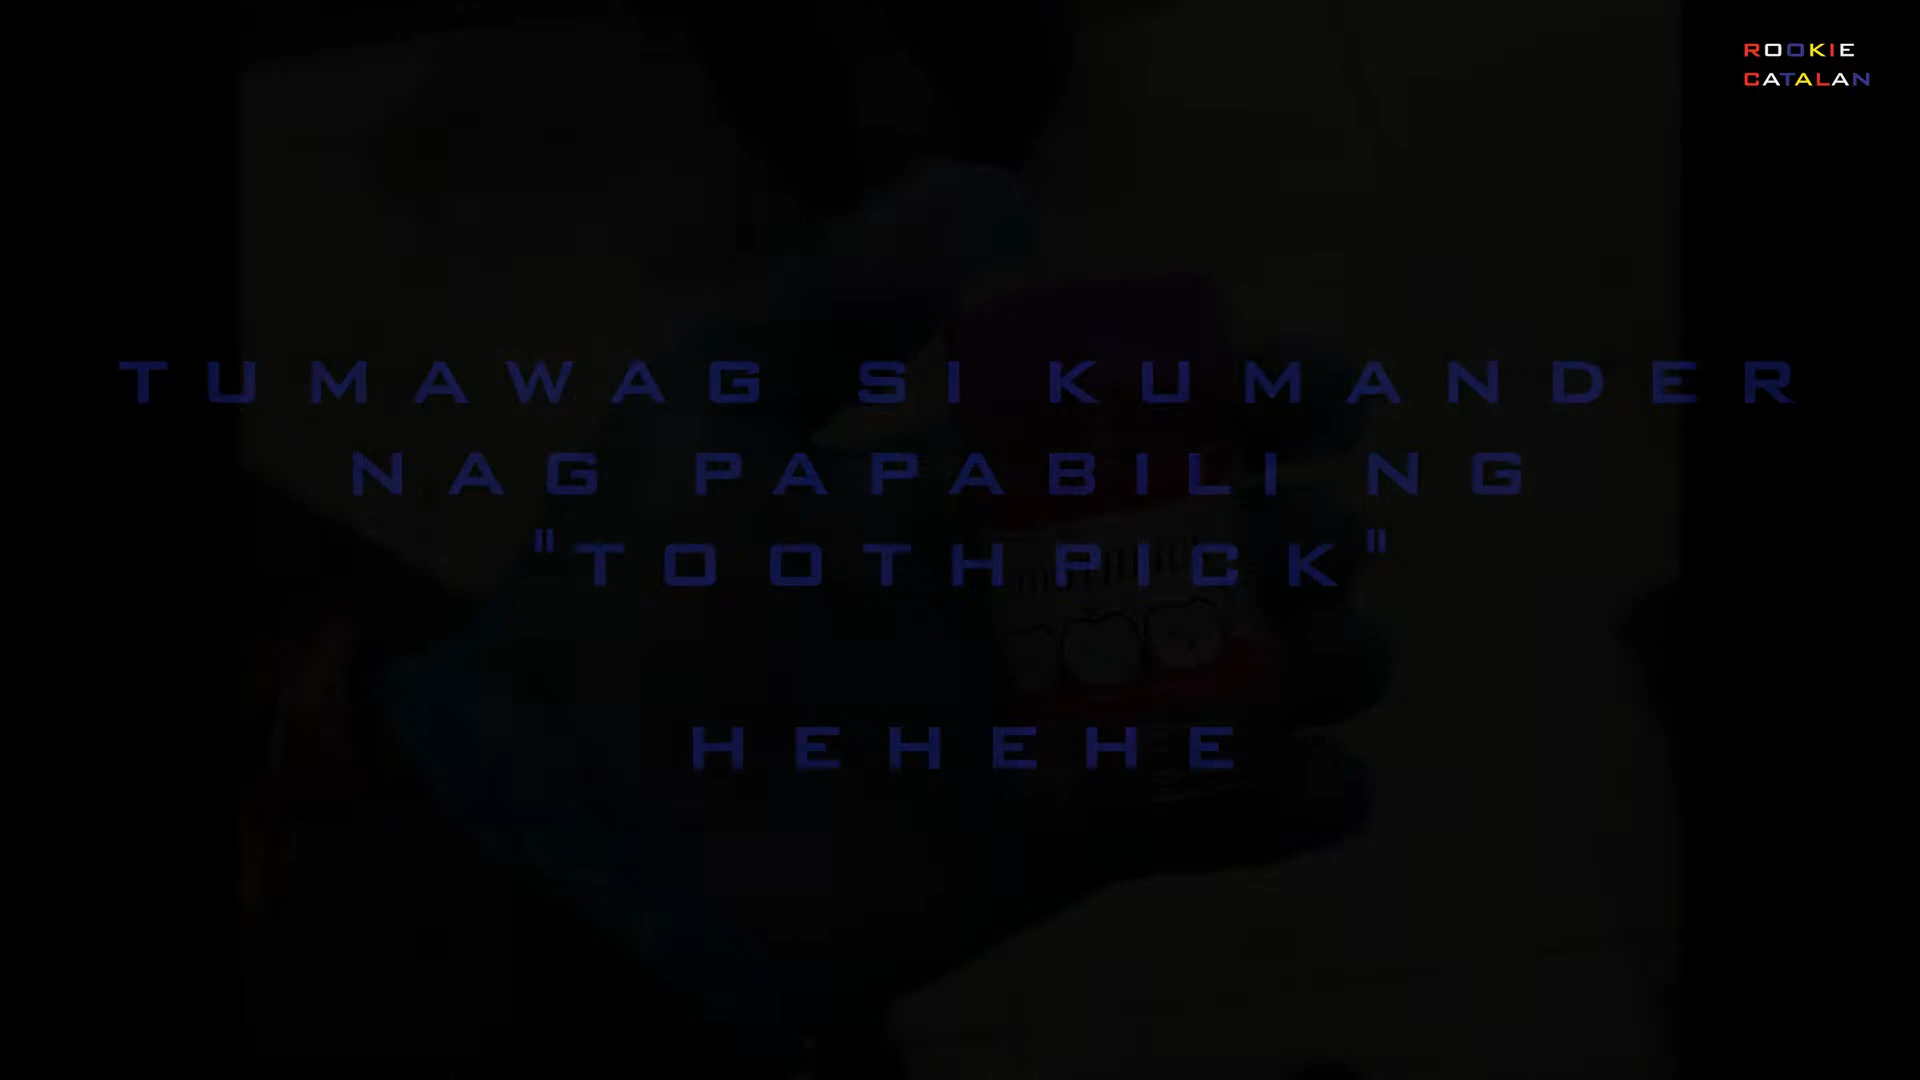 ROOKIE
CATALAN
TUMAWAG SI KUMANDER
NAG PAPABILI NG
"TOOTHPICK"
HEHEHE